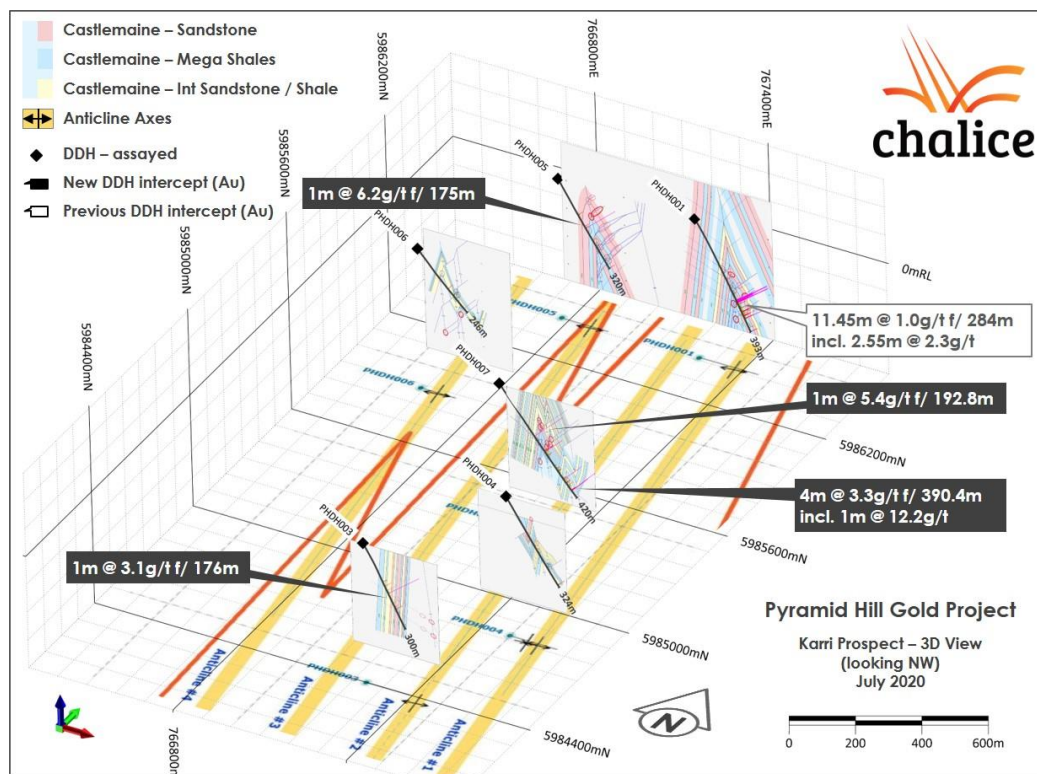 Castlemaine – Sandstone
Castlemaine – Mega Shales
Castlemaine – Int Sandstone / Shale
Anticline Axes
DDH – assayed
New DDH intercept (Au)
Previous DDH intercept (Au)
chalice
5986200mN
5985600mN
5985000mN
5984400mN
766800mE
767400mE
0mRL
PHDH005
PHDH001
PHDH006
1m @ 6.2g/t f/ 175m
320m
393m
246m
11.45m @ 1.0g/t f/ 284m
incl. 2.55m @ 2.3g/t
PHDH005
PHDH001
PHDH006
PHDH007
1m @ 5.4g/t f/ 192.8m
5986200mN
420m
4m @ 3.3g/t f/ 390.4m
incl. 1m @ 12.2g/t
PHDH004
PHDH003
5985600mN
1m @ 3.1g/t f/ 176m
324m
300m
PHDH004
PHDH003
5985000mN
5984400mN
Anticline #4
Anticline #3
Anticline #2
Anticline #1
Pyramid Hill Gold Project
Karri Prospect – 3D View
(looking NW)
July 2020
N
0 200 400 600m